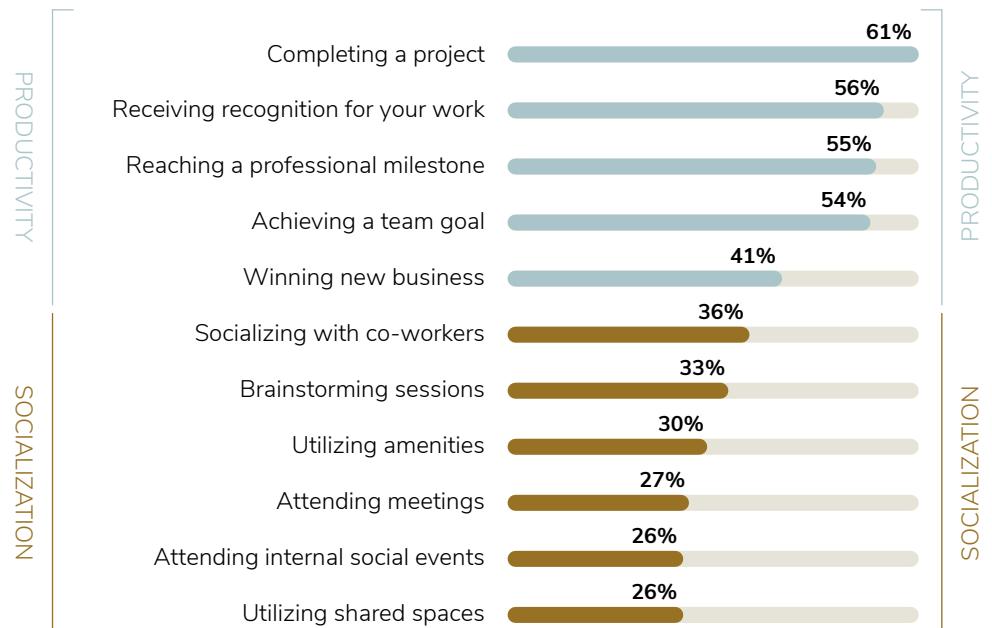 PRODUCTIVITY
PRODUCTIVITY
61%
Completing a project
56%
Receiving recognition for your work
55%
Reaching a professional milestone
54%
Achieving a team goal
41%
Winning new business
SOCIALIZATION
SOCIALIZATION
36%
Socializing with co-workers
33%
Brainstorming sessions
30%
Utilizing amenities
27%
Attending meetings
26%
Attending internal social events
26%
Utilizing shared spaces